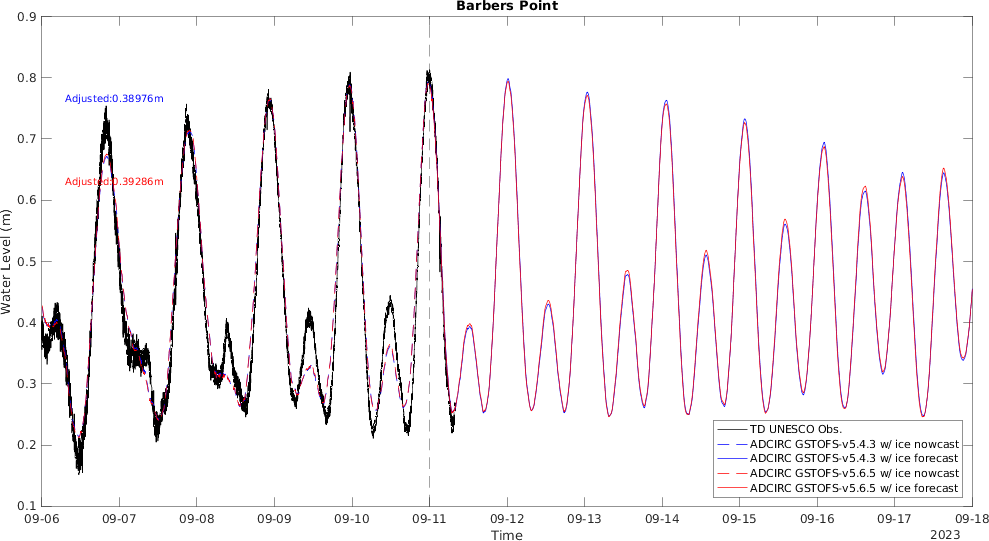 Barbers Point
0.9
0.8
0.7
0.6
0.5
0.4
0.3
0.2
0.1
Water Level (m)
Adjusted:0.38976m
Adjusted:0.39286m
TD UNESCO Obs.
ADCIRC GSTOFS-v5.4.3 w/ ice nowcast
ADCIRC GSTOFS-v5.4.3 w/ ice forecast
ADCIRC GSTOFS-v5.6.5 w/ ice nowcast
ADCIRC GSTOFS-v5.6.5 w/ ice forecast
09-06 09-07 09-08 09-09 09-10 09-11 09-12 09-13 09-14 09-15 09-16 09-17 09-18
Time
2023